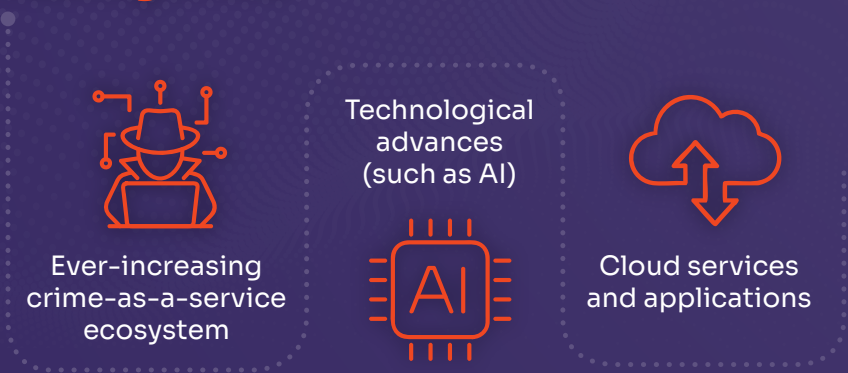 Ever-increasing
crime-as-a-service
ecosystem
Technological
advances
(such as AI)
AI
Cloud services
and applications